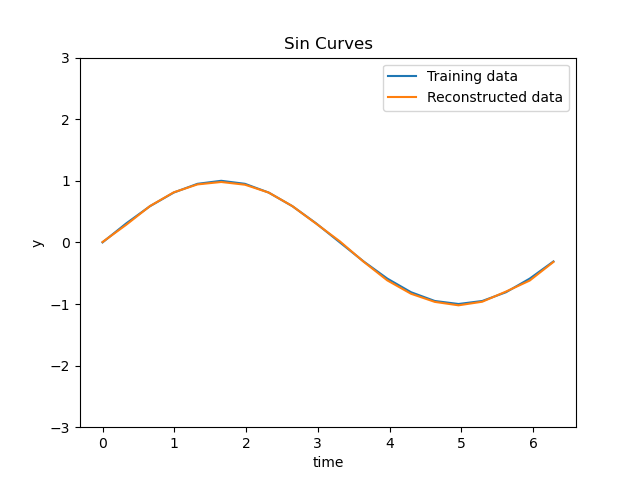 Sin Curves
Training data
Reconstructed data
3
2
1
0
−1
−2
−3
y
0 1 2 3 4 5 6
time